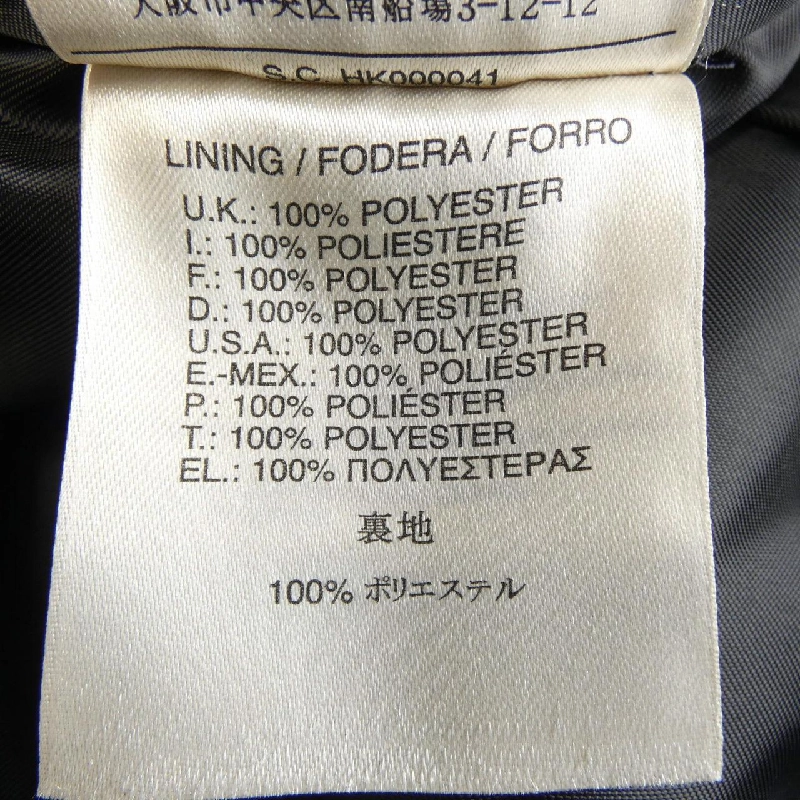 大阪市中央区南船場3-12-12
S.C. HK000041
LINING / FODERA / FORRO
U.K.: 100% POLYESTER
I.: 100% POLIESTERE
F.: 100% POLYESTER
D.: 100% POLYESTER
U.S.A.: 100% POLYESTER
E.-MEX.: 100% POLIÉSTER
P.: 100% POLIÉSTER
T.: 100% POLYESTER
EL.: 100% ΠΟΛΥΕΣΤΕΡΑΣ
裏地
100% ポリエステル